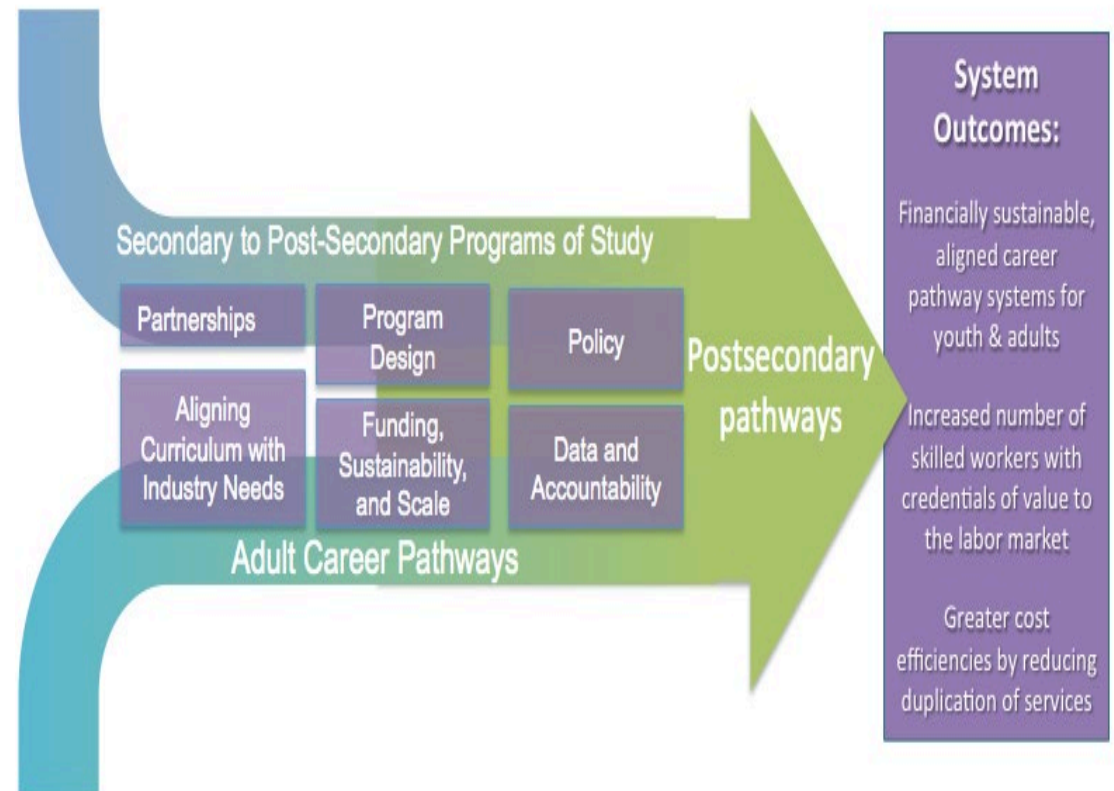 Secondary to Post-Secondary Programs of Study
Partnerships
Program
Design
Policy
Aligning
Curriculum with
Industry Needs
Funding,
Sustainability,
and Scale
Data and
Accountability
Adult Career Pathways
Postsecondary
pathways
System
Outcomes:
Financially sustainable,
aligned career
pathway systems for
youth & adults
Increased number of
skilled workers with
credentials of value to
the labor market
Greater cost
efficiencies by reducing
duplication of services